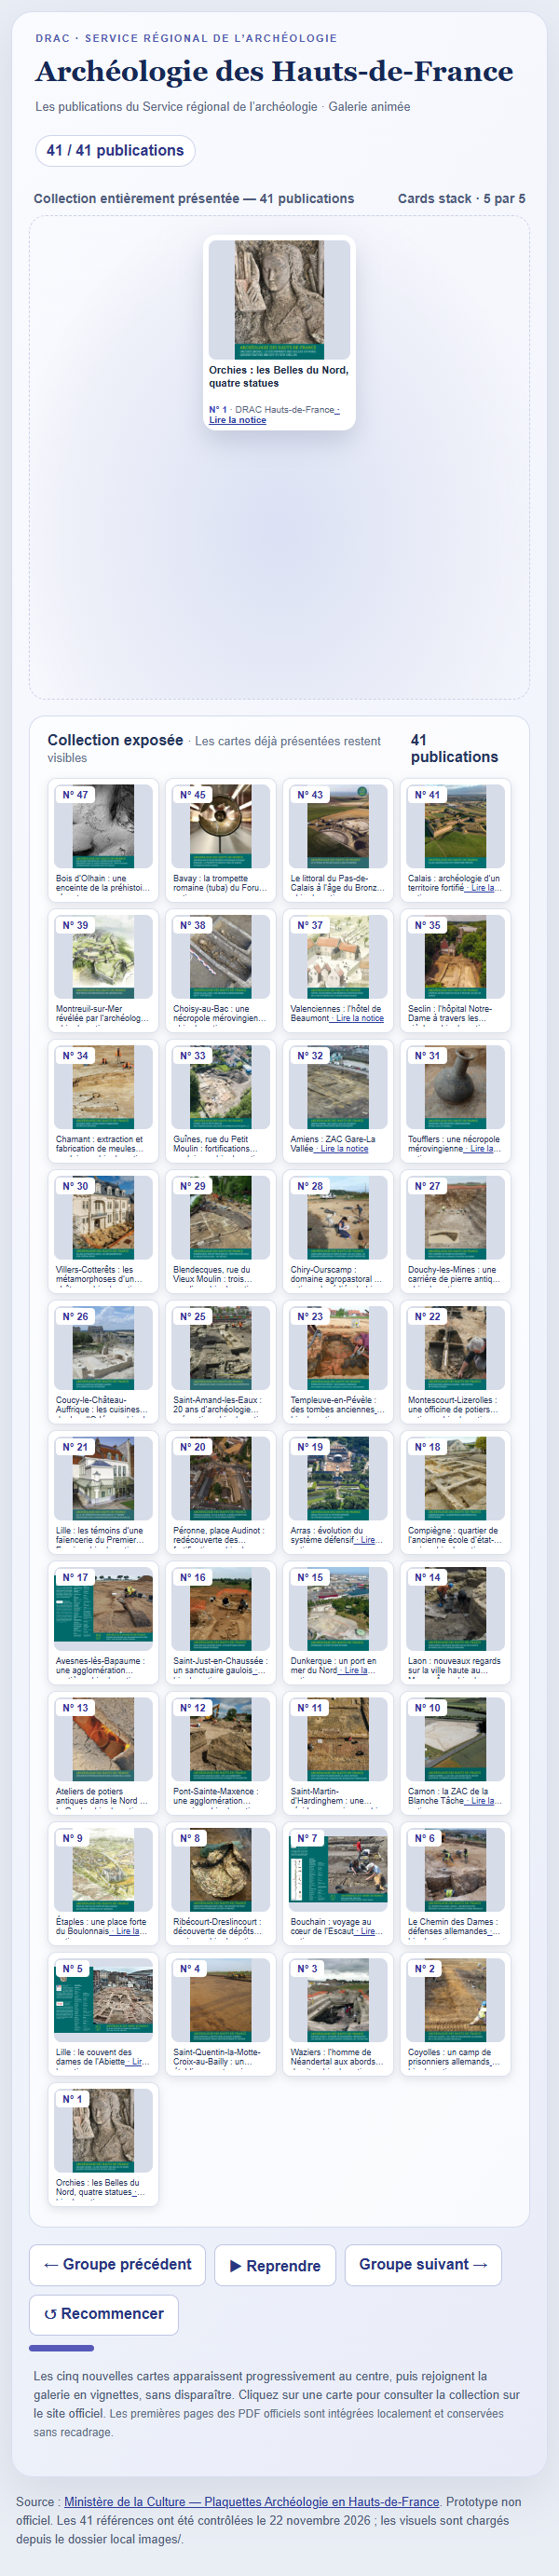 DRAC · SERVICE RÉGIONAL DE L'ARCHÉOLOGIE
Archéologie des Hauts-de-France
Les publications du Service régional de l'archéologie · Galerie animée
41 / 41 publications
Collection entièrement présentée — 41 publications
Cards stack · 5 par 5
Orchies : les Belles du Nord,
quatre statues
N° 1 · DRAC Hauts-de-France ·
Lire la notice
Collection exposée · Les cartes déjà présentées restent
visibles
41
publications
N° 47
Bois d'Olhain : une
enceinte de la préhistoi...
N° 45
Bavay : la trompette
romaine (tuba) du Foru...
N° 43
Le littoral du Pas-de-
Calais à l'âge du Bronz...
N° 41
Calais : archéologie d'un
territoire fortifié · Lire la...
N° 39
Montreuil-sur-Mer
révélée par l'archéolog...
N° 38
Choisy-au-Bac : une
nécropole mérovingien...
N° 37
Valenciennes : l'hôtel de
Beaumont · Lire la notice
N° 35
Seclin : l'hôpital Notre-
Dame à travers les...
N° 34
Chamant : extraction et
fabrication de meules...
N° 33
Guînes, rue du Petit
Moulin : fortifications...
N° 32
Amiens : ZAC Gare-La
Vallée · Lire la notice
N° 31
Toufflers : une nécropole
mérovingienne · Lire la...
N° 30
Villers-Cotterêts : les
métamorphoses d'un...
N° 29
Blendecques, rue du
Vieux Moulin : trois...
N° 28
Chiry-Ourscamp :
domaine agropastoral ...
N° 27
Douchy-les-Mines : une
carrière de pierre antiq...
N° 26
Coucy-le-Château-
Auffrique : les cuisines...
N° 25
Saint-Amand-les-Eaux :
20 ans d'archéologie...
N° 23
Templeuve-en-Pévèle :
des tombes anciennes...
N° 22
Montescourt-Lizerolles :
une officine de potiers...
N° 21
Lille : les témoins d'une
faïencerie du Premier...
N° 20
Péronne, place Audinot :
redécouverte des...
N° 19
Arras : évolution du
système défensif · Lire...
N° 18
Compiègne : quartier de
l'ancienne école d'état-...
N° 17
Avesnes-lès-Bapaume :
une agglomération...
N° 16
Saint-Just-en-Chaussée :
un sanctuaire gaulois ·...
N° 15
Dunkerque : un port en
mer du Nord · Lire la...
N° 14
Laon : nouveaux regards
sur la ville haute au...
N° 13
Ateliers de potiers
antiques dans le Nord ...
N° 12
Pont-Sainte-Maxence :
une agglomération...
N° 11
Saint-Martin-
d'Hardinghem : une...
N° 10
Camon : la ZAC de la
Blanche Tâche · Lire la...
N° 9
Étaples : une place forte
du Boulonnais · Lire la...
N° 8
Ribécourt-Dreslincourt :
découverte de dépôts...
N° 7
Bouchain : voyage au
cœur de l'Escaut · Lire...
N° 6
Le Chemin des Dames :
défenses allemandes ·...
N° 5
Lille : le couvent des
dames de l'Abiette · Lir...
N° 4
Saint-Quentin-la-Motte-
Croix-au-Bailly : un...
N° 3
Waziers : l'homme de
Néandertal aux abords...
N° 2
Coyolles : un camp de
prisonniers allemands...
N° 1
Orchies : les Belles du
Nord, quatre statues ·...
← Groupe précédent
▶ Reprendre
Groupe suivant →
↺ Recommencer
Les cinq nouvelles cartes apparaissent progressivement au centre, puis rejoignent la
galerie en vignettes, sans disparaître. Cliquez sur une carte pour consulter la collection sur
le site officiel. Les premières pages des PDF officiels sont intégrées localement et conservées
sans recadrage.
Source : Ministère de la Culture — Plaquettes Archéologie en Hauts-de-France. Prototype non
officiel. Les 41 références ont été contrôlées le 22 novembre 2026 ; les visuels sont chargés
depuis le dossier local images/.